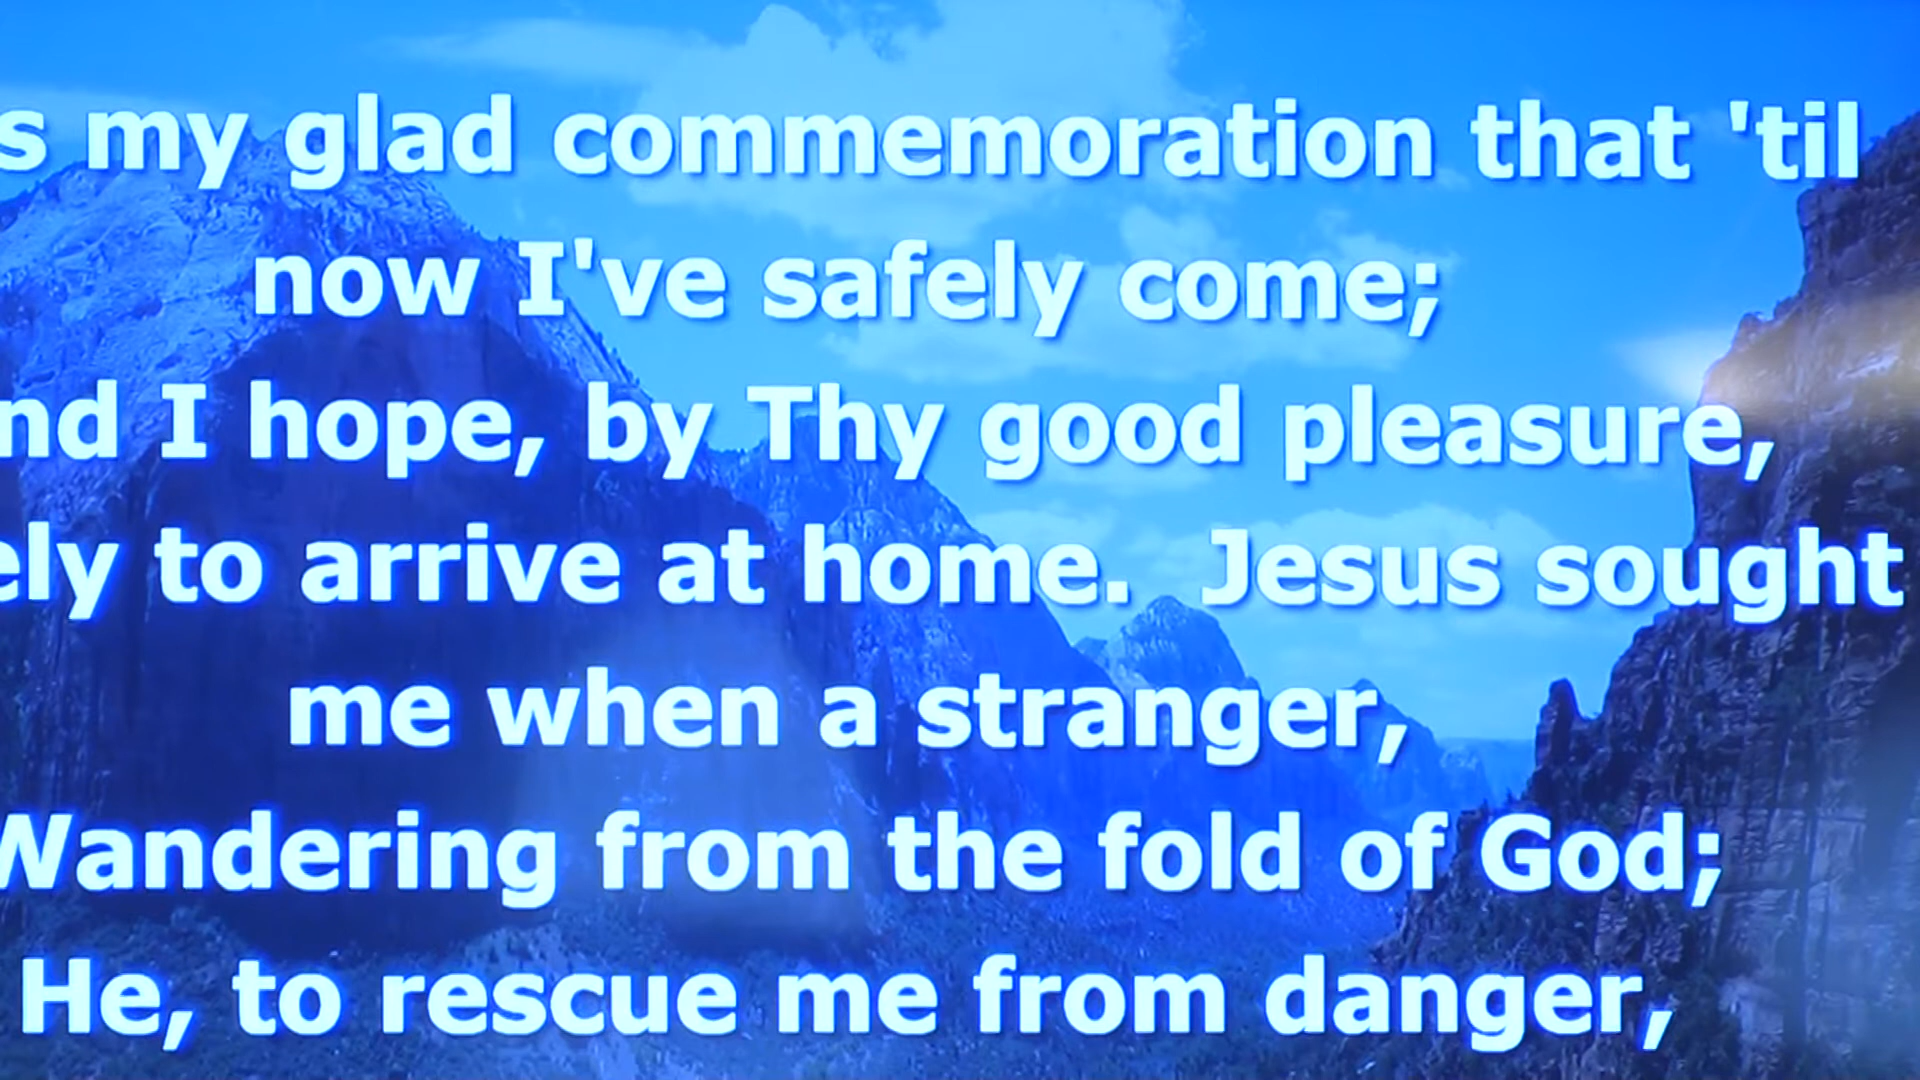 s my glad commemoration that 'til
now I've safely come;
nd I hope, by Thy good pleasure,
ely to arrive at home. Jesus sought
me when a stranger,
Wandering from the fold of God;
He, to rescue me from danger,